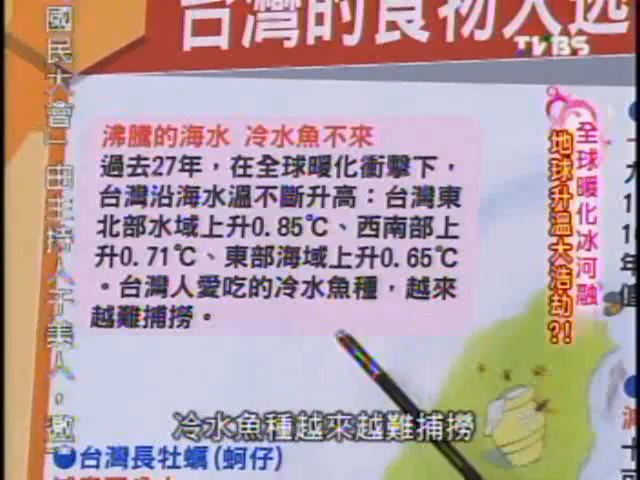 台灣的食物大逃
TVBS
國民大會」由主持人于美人，邀
沸騰的海水 冷水魚不來
過去27年，在全球暖化衝擊下，
台灣沿海水溫不斷升高：台灣東
北部水域上升0.85℃、西南部上
升0.71℃、東部海域上升0.65℃
。台灣人愛吃的冷水魚種，越來
越難捕撈。
全球暖化冰河融
地球升溫大浩劫?!
冷水魚種越來越難捕撈
●台灣長牡蠣(蚵仔)